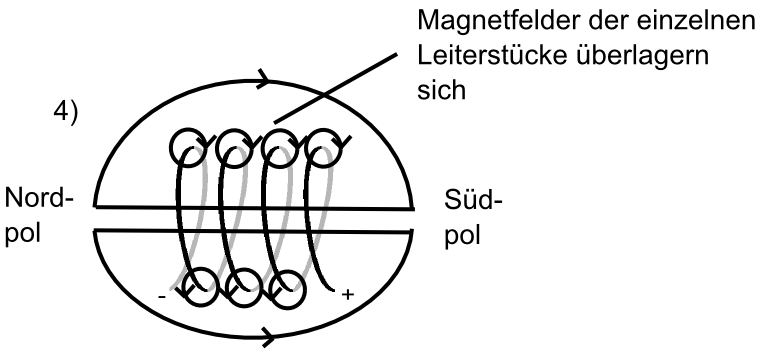 Magnetfelder der einzelnen
Leiterstücke überlagern
sich
4)
Nord-
pol
Süd-
pol
- +